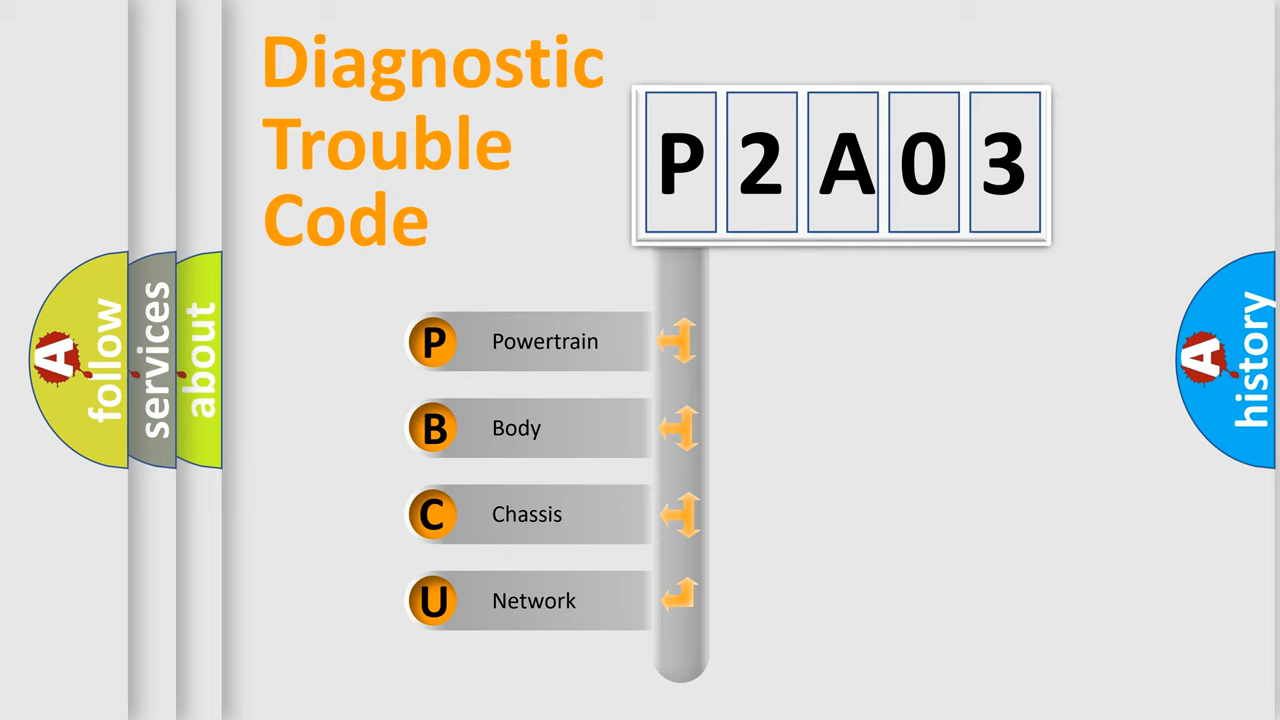 Diagnostic
Trouble
Code
P 2 A 0 3
P Powertrain
B Body
C Chassis
U Network
A follow
services
about
A history